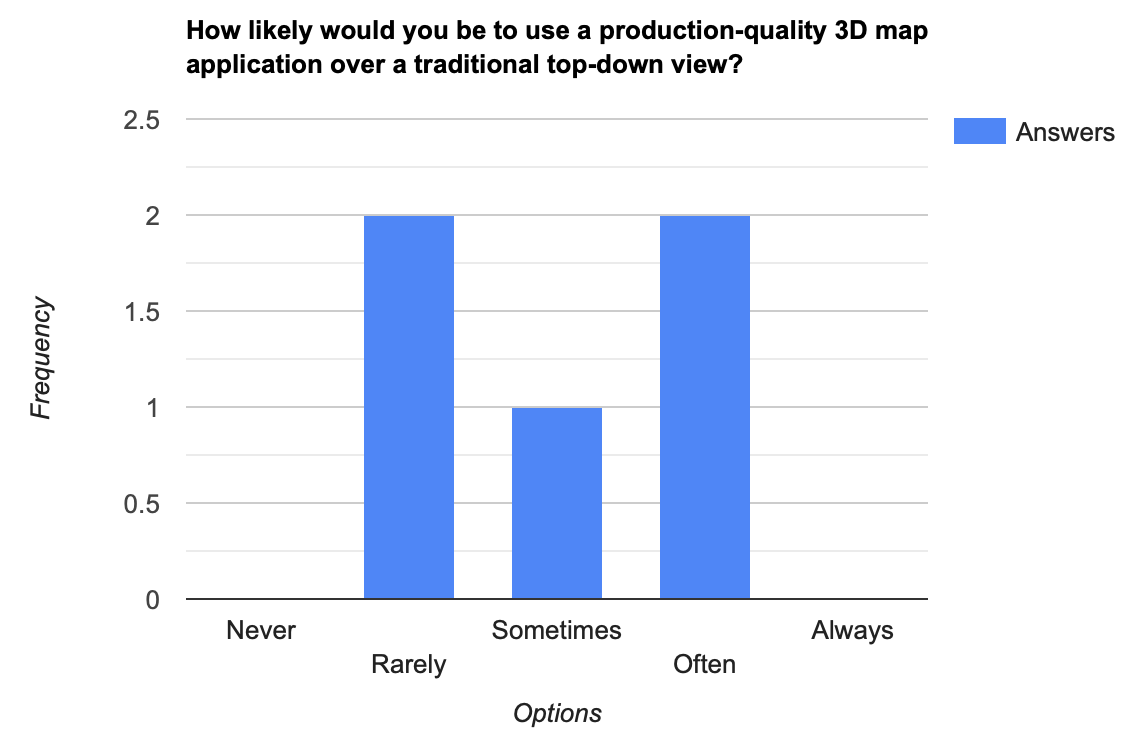 How likely would you be to use a production-quality 3D map
application over a traditional top-down view?
2.5
2
1.5
1
0.5
0
Frequency
Answers
Never
Rarely
Sometimes
Often
Always
Options